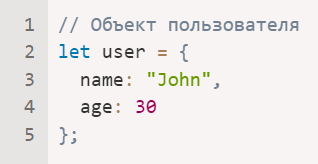 1 // Объект пользователя
2 let user = {
3   name: "John",
4   age: 30
5 };